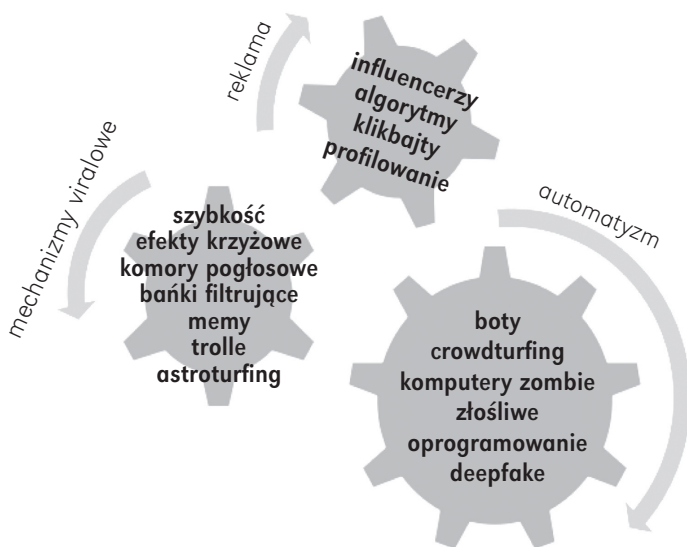 reklama
influencerzy
algorytmy
klikbajty
profilowanie
mechanizmy viralowe
szybkość
efekty krzyżowe
komory pogłosowe
bańki filtrujące
memy
trolle
astroturfing
automatyzm
boty
crowdturfing
komputery zombie
złośliwe
oprogramowanie
deepfake